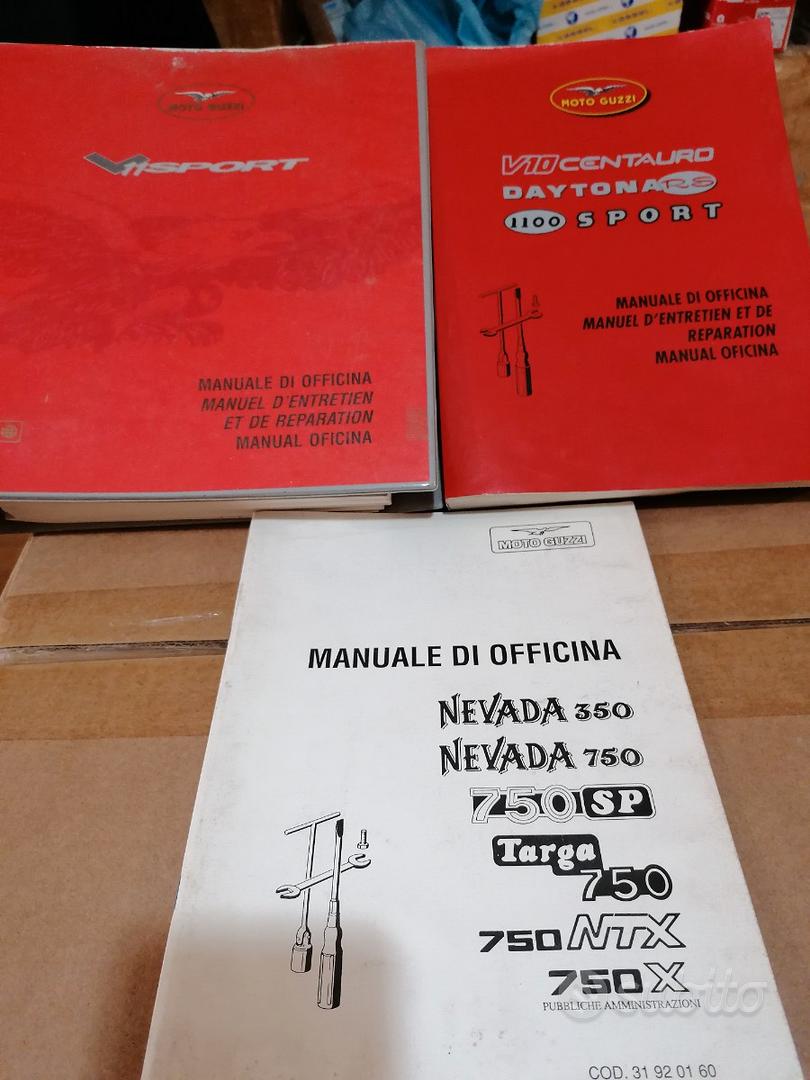 MOTO GUZZI
V11 SPORT
MANUALE DI OFFICINA
MANUEL D'ENTRETIEN
ET DE REPARATION
MANUAL OFICINA
MOTO GUZZI
V10 CENTAURO
DAYTONA RS
1100 SPORT
MANUALE DI OFFICINA
MANUEL D'ENTRETIEN ET DE
REPARATION
MANUAL OFICINA
MOTO GUZZI
MANUALE DI OFFICINA
NEVADA 350
NEVADA 750
750 SP
Targa
750
750 NTX
750 X
PUBBLICHE AMMINISTRAZIONI
COD. 31 92 01 60